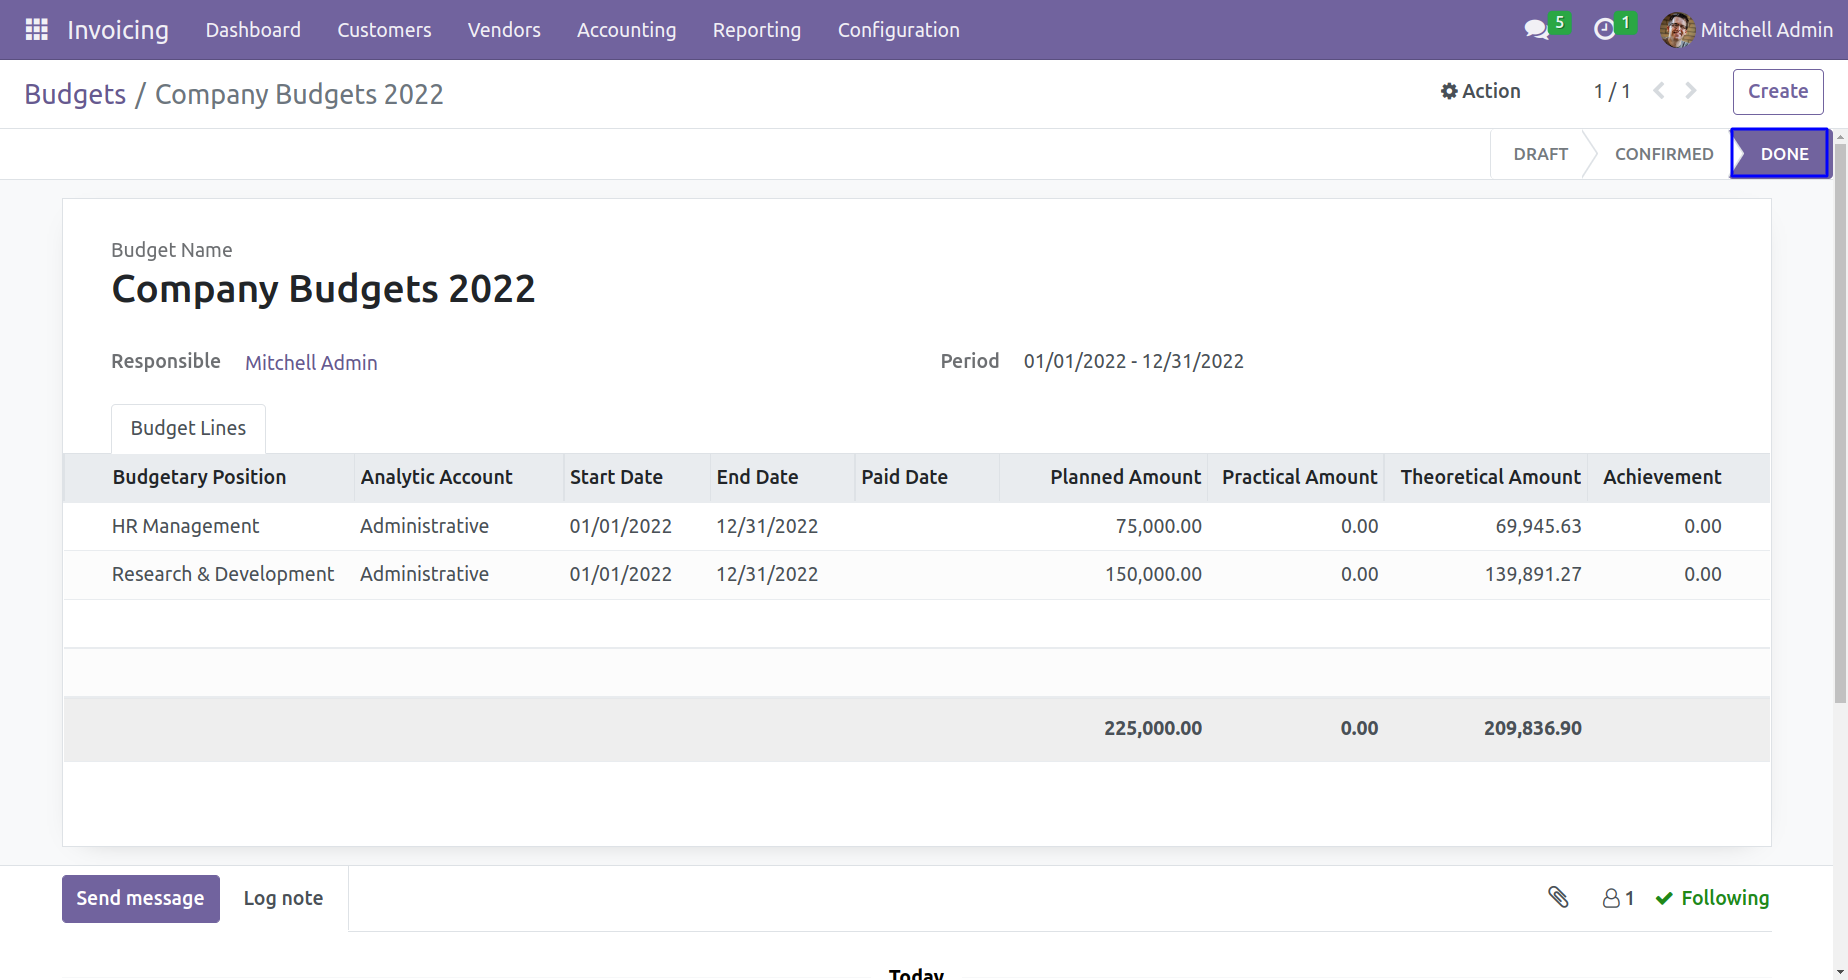 Invoicing Dashboard Customers Vendors Accounting Reporting Configuration 5 1 Mitchell Admin
Budgets / Company Budgets 2022 Action 1 / 1 Create
DRAFT CONFIRMED DONE
Budget Name
Company Budgets 2022
Responsible Mitchell Admin Period 01/01/2022 - 12/31/2022
Budget Lines
Budgetary Position Analytic Account Start Date End Date Paid Date Planned Amount Practical Amount Theoretical Amount Achievement
HR Management Administrative 01/01/2022 12/31/2022 75,000.00 0.00 69,945.63 0.00
Research & Development Administrative 01/01/2022 12/31/2022 150,000.00 0.00 139,891.27 0.00
225,000.00 0.00 209,836.90
Send message Log note 1 Following
Today